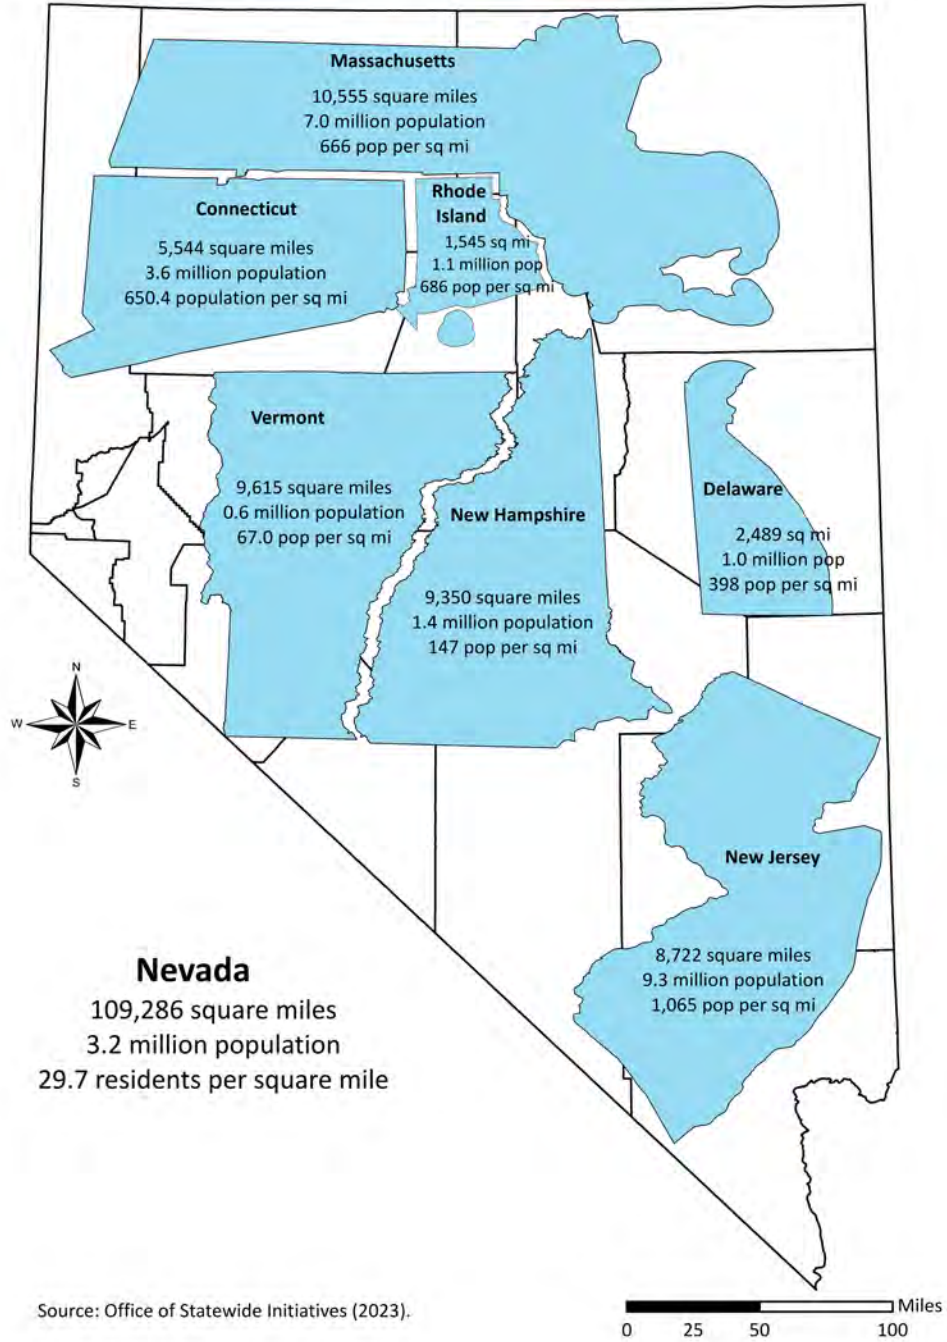 Massachusetts
10,555 square miles
7.0 million population
666 pop per sq mi
Connecticut
5,544 square miles
3.6 million population
650.4 population per sq mi
Rhode
Island
1,545 sq mi
1.1 million pop
686 pop per sq mi
Vermont
9,615 square miles
0.6 million population
67.0 pop per sq mi
New Hampshire
9,350 square miles
1.4 million population
147 pop per sq mi
Delaware
2,489 sq mi
1.0 million pop
398 pop per sq mi
N
W
E
S
New Jersey
8,722 square miles
9.3 million population
1,065 pop per sq mi
Nevada
109,286 square miles
3.2 million population
29.7 residents per square mile
Source: Office of Statewide Initiatives (2023).
Miles
0 25 50 100